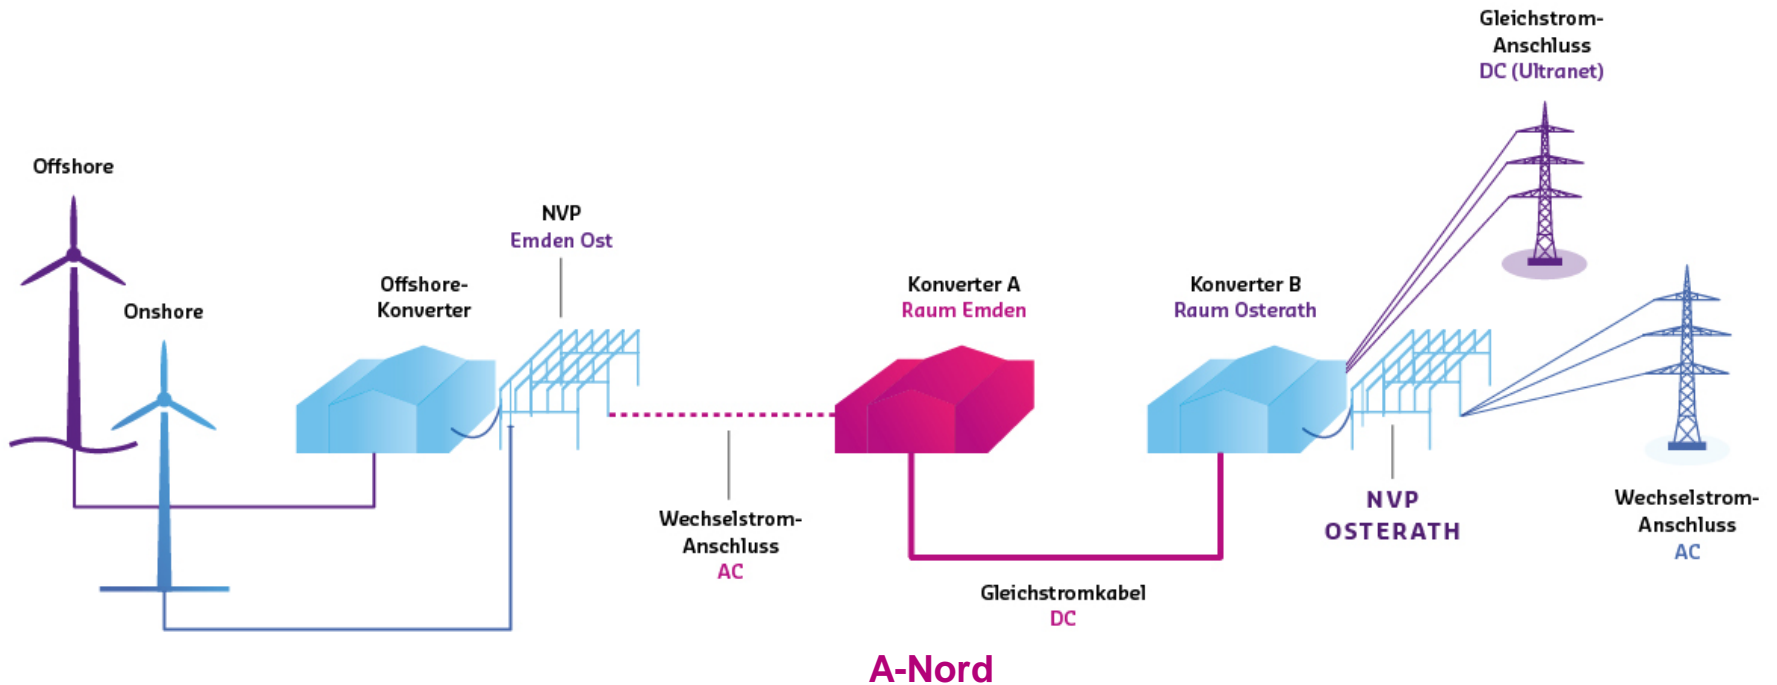 Offshore
Onshore
Offshore-
Konverter
NVP
Emden Ost
Wechselstrom-
Anschluss
AC
Konverter A
Raum Emden
Gleichstromkabel
DC
Konverter B
Raum Osterath
Gleichstrom-
Anschluss
DC (Ultranet)
NVP
OSTERATH
Wechselstrom-
Anschluss
AC
A-Nord